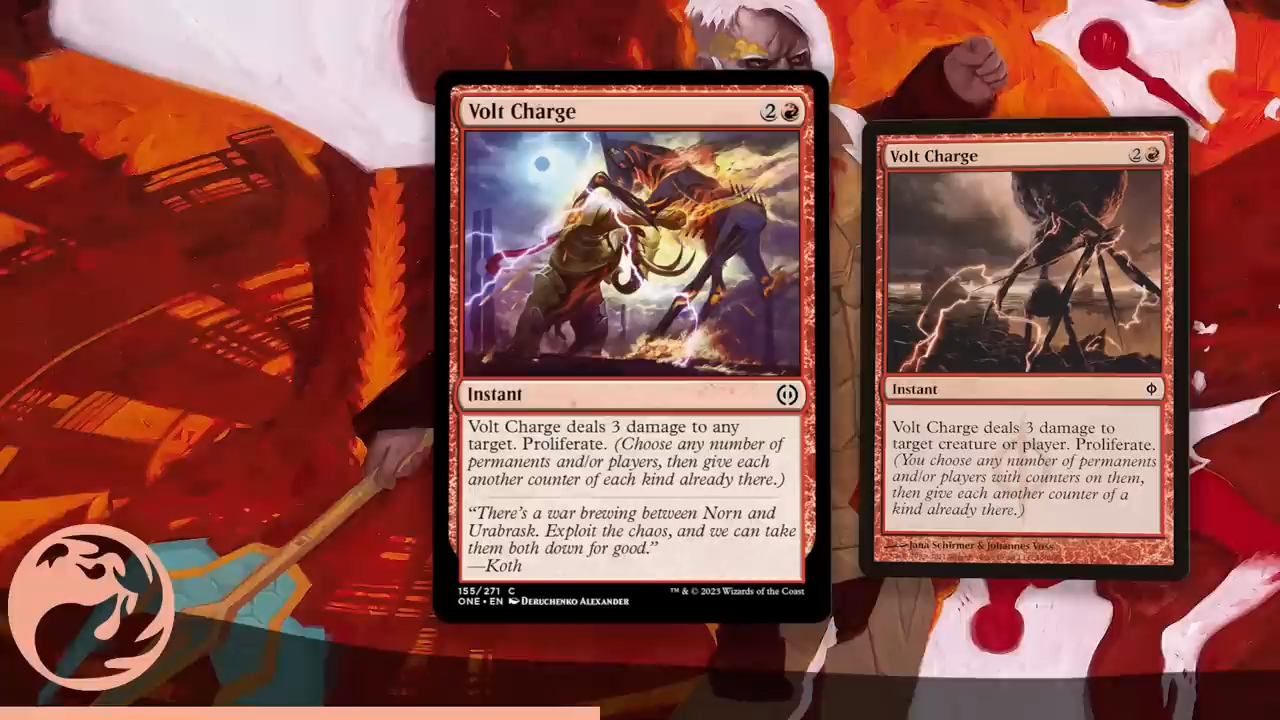 Volt Charge
2
Instant
Volt Charge deals 3 damage to any
target. Proliferate. (Choose any number of
permanents and/or players, then give each
another counter of each kind already there.)
“There’s a war brewing between Norn and
Urabrask. Exploit the chaos, and we can take
them both down for good.”
—Koth
155/271 C
ONE • EN Deruchenko Alexander
™ & © 2023 Wizards of the Coast
Volt Charge
2
Instant
Volt Charge deals 3 damage to
target creature or player. Proliferate.
(You choose any number of permanents
and/or players with counters on them,
then give each another counter of a
kind already there.)
Jana Schirmer & Johannes Voss